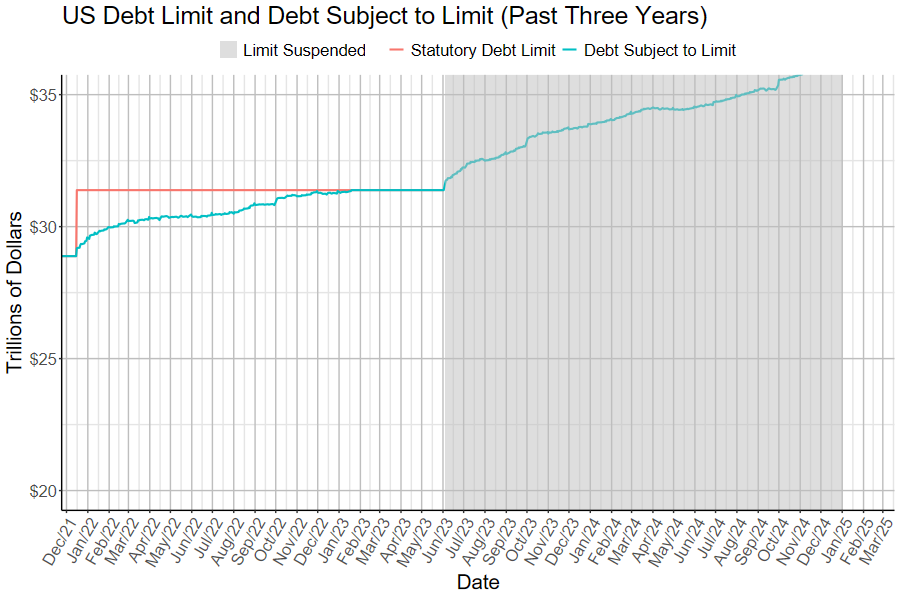 US Debt Limit and Debt Subject to Limit (Past Three Years)
Limit Suspended Statutory Debt Limit Debt Subject to Limit
Trillions of Dollars
$35
$30
$25
$20
Dec/21 Jan/22 Feb/22 Mar/22 Apr/22 May/22 Jun/22 Jul/22 Aug/22 Sep/22 Oct/22 Nov/22 Dec/22 Jan/23 Feb/23 Mar/23 Apr/23 May/23 Jun/23 Jul/23 Aug/23 Sep/23 Oct/23 Nov/23 Dec/23 Jan/24 Feb/24 Mar/24 Apr/24 May/24 Jun/24 Jul/24 Aug/24 Sep/24 Oct/24 Nov/24 Dec/24 Jan/25 Feb/25 Mar/25
Date